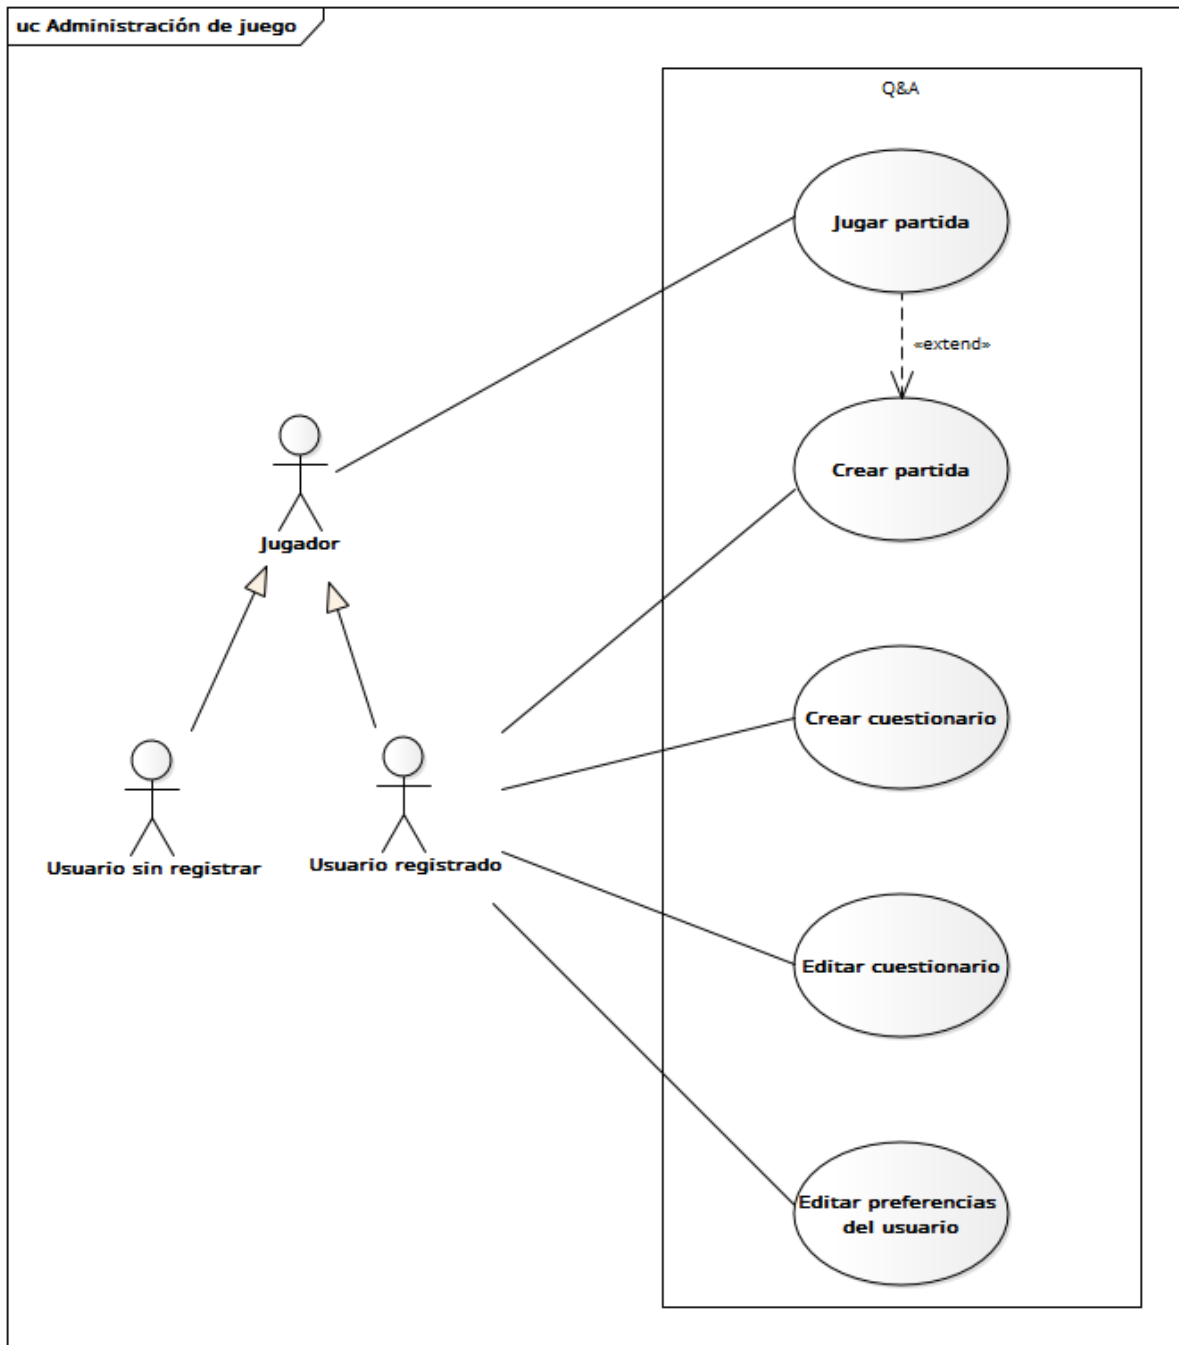 uc Administración de juego
Q&A
Jugar partida
«extend»
Crear partida
Jugador
Crear cuestionario
Usuario sin registrar
Usuario registrado
Editar cuestionario
Editar preferencias
del usuario